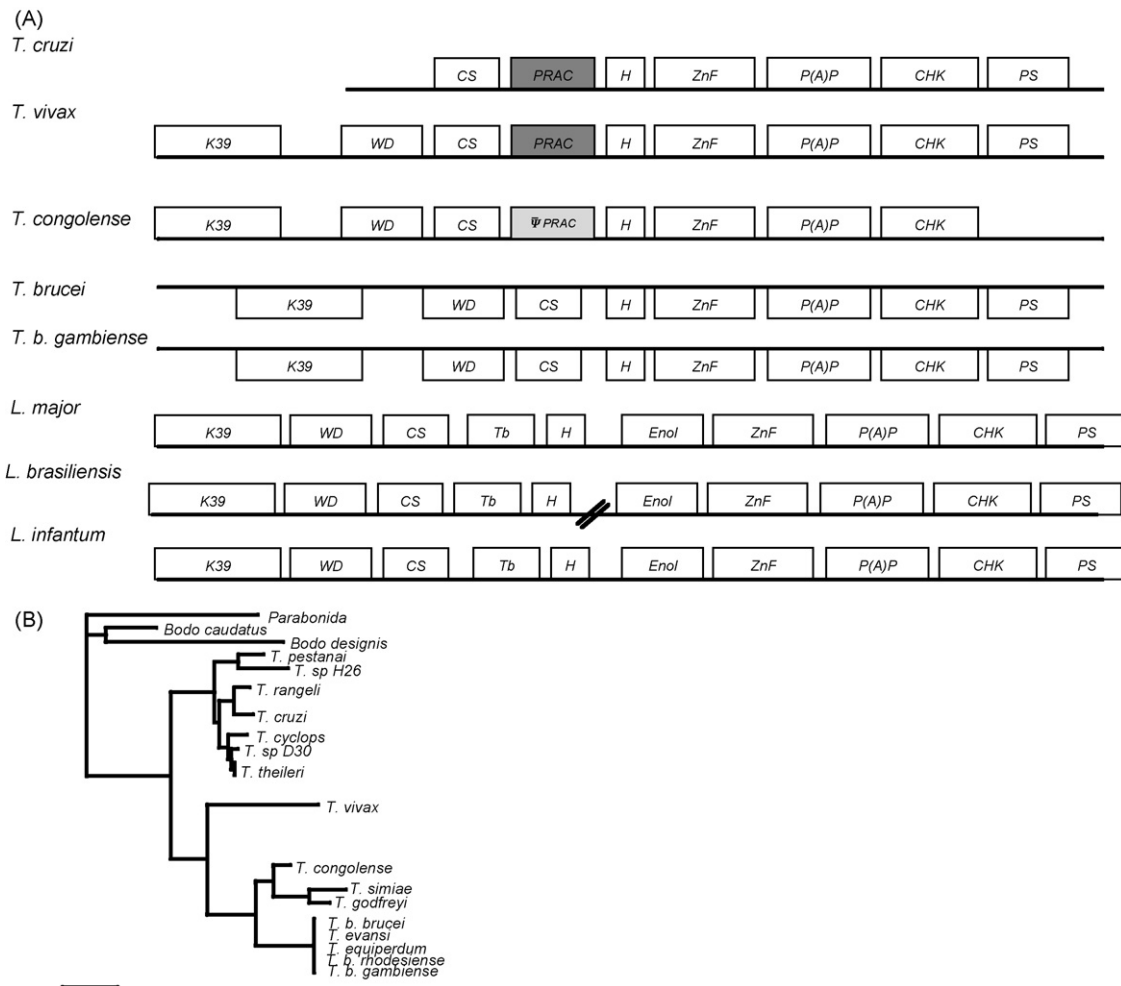 (A)
T. cruzi
CS PRAC H ZnF P(A)P CHK PS
T. vivax
K39 WD CS PRAC H ZnF P(A)P CHK PS
T. congolense
K39 WD CS Ψ PRAC H ZnF P(A)P CHK
T. brucei
K39 WD CS H ZnF P(A)P CHK PS
T. b. gambiense
K39 WD CS H ZnF P(A)P CHK PS
L. major
K39 WD CS Tb H Enol ZnF P(A)P CHK PS
L. brasiliensis
K39 WD CS Tb H Enol ZnF P(A)P CHK PS
L. infantum
K39 WD CS Tb H Enol ZnF P(A)P CHK PS
(B)
Parabonida
Bodo caudatus
Bodo designis
T. pestanai
T. sp H26
T. rangeli
T. cruzi
T. cyclops
T. sp D30
T. theileri
T. vivax
T. congolense
T. simiae
T. godfreyi
T. b. brucei
T. evansi
T. equiperdum
T. b. rhodesiense
T. b. gambiense